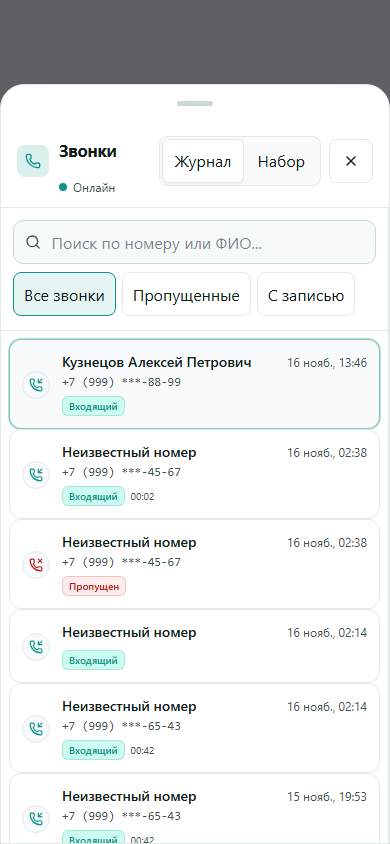 Звонки
Онлайн
Журнал
Набор
Поиск по номеру или ФИО...
Все звонки
Пропущенные
С записью
Кузнецов Алексей Петрович
16 нояб., 13:46
+7 (999) ***-88-99
Входящий
Неизвестный номер
16 нояб., 02:38
+7 (999) ***-45-67
Входящий 00:02
Неизвестный номер
16 нояб., 02:38
+7 (999) ***-45-67
Пропущен
Неизвестный номер
16 нояб., 02:14
Входящий
Неизвестный номер
16 нояб., 02:14
+7 (999) ***-65-43
Входящий 00:42
Неизвестный номер
15 нояб., 19:53
+7 (999) ***-65-43
Входящий 00:42